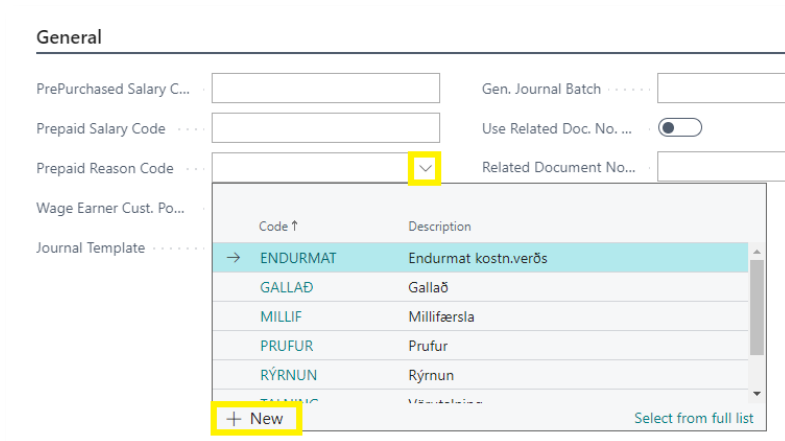 General
PrePurchased Salary C...
Gen. Journal Batch
Prepaid Salary Code
Use Related Doc. No. ...
Prepaid Reason Code
Related Document No...
Wage Earner Cust. Po...
Journal Template
Code ↑ Description
→ ENDURMAT Endurmat kostn.verðs
GALLAÐ Gallað
MILLIF Millifærsla
PRUFUR Prufur
RÝRNUN Rýrnun
+ New
Select from full list